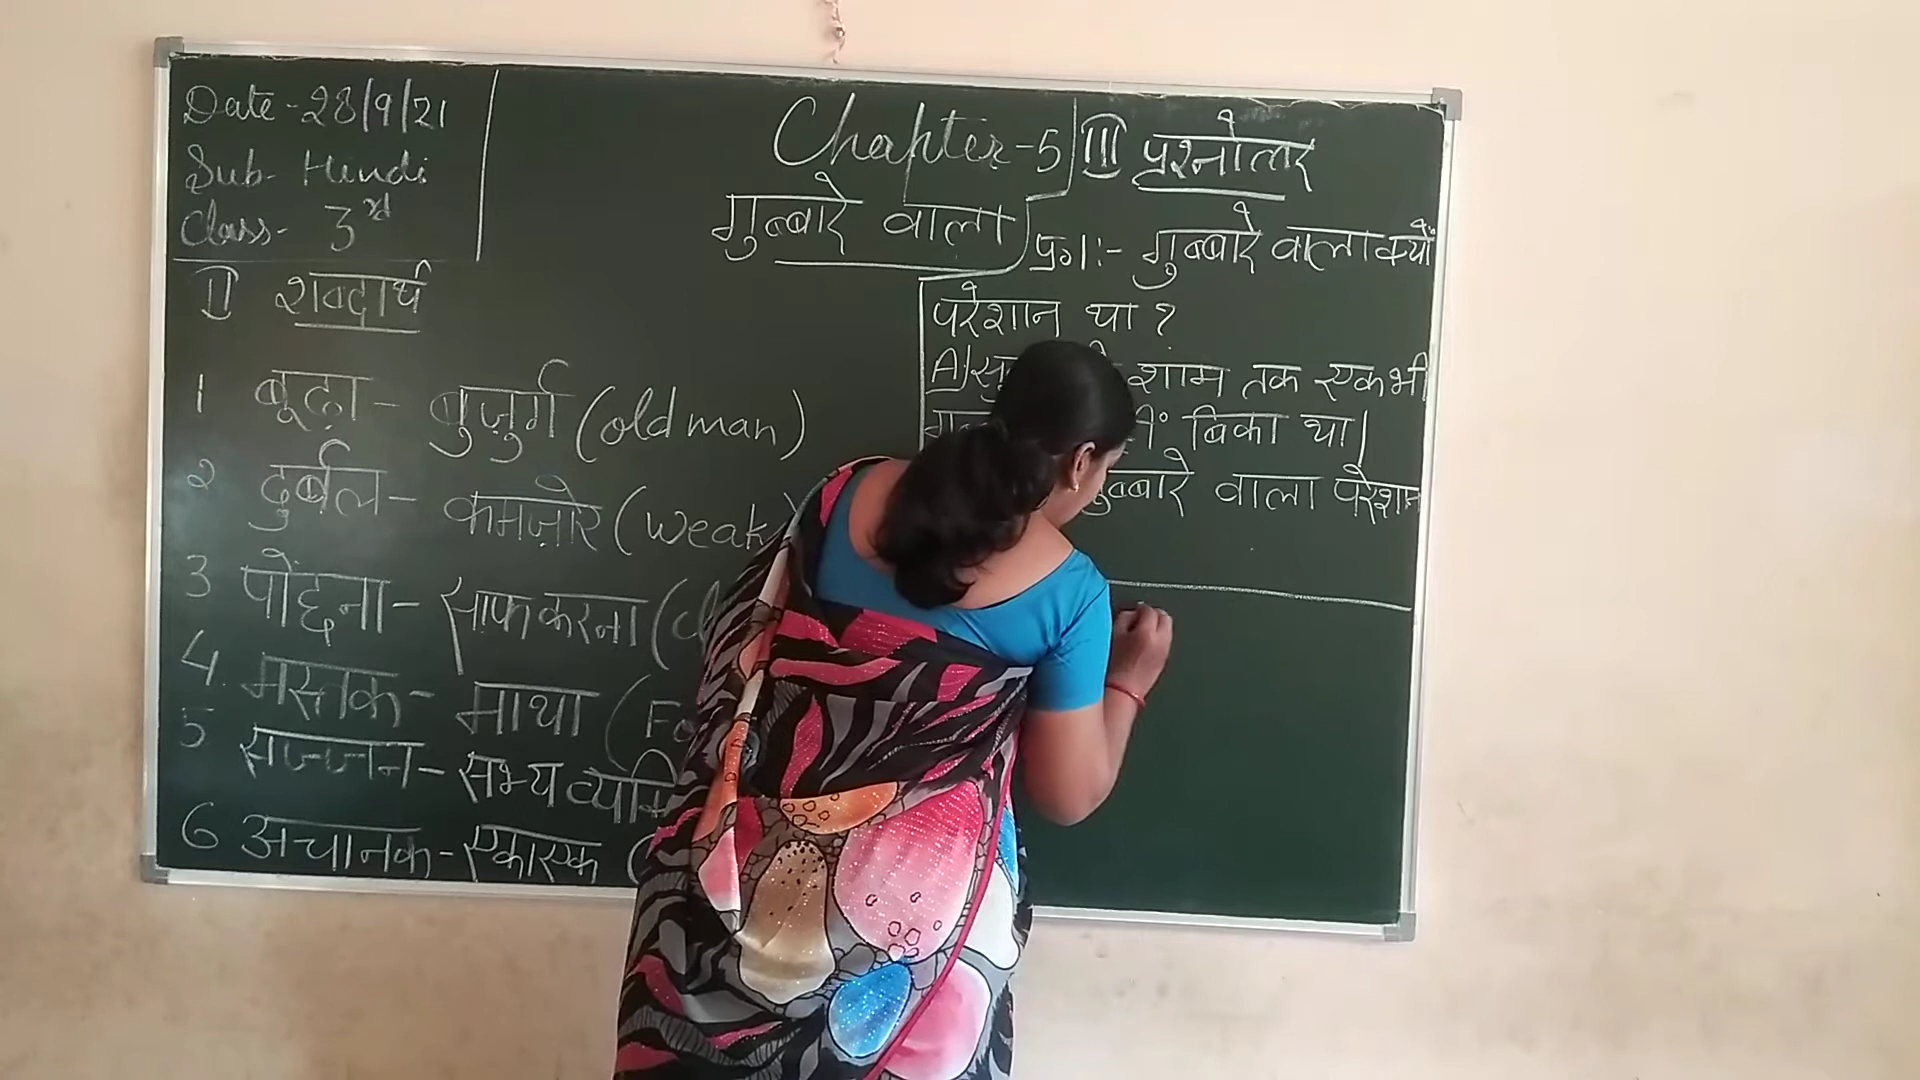 Date-28/9/21
Sub- Hindi
Class- 3rd
Chapter-5
गुब्बारे वाला
II शब्दार्थ
1 बूढ़ा - बुज़ुर्ग (old man)
2 दुर्बल - कमज़ोर (weak
3 पोंछना - साफ करना
4. मस्तक - माथा
5 सज्जन - सभ्य व्यक्ति
6 अचानक - एकाएक
III प्रश्नोत्तर
प्र01:- गुब्बारे वाला क्यों
परेशान था ?
A) शाम तक एक भी
बिका था|
गुब्बारे वाला परेशान